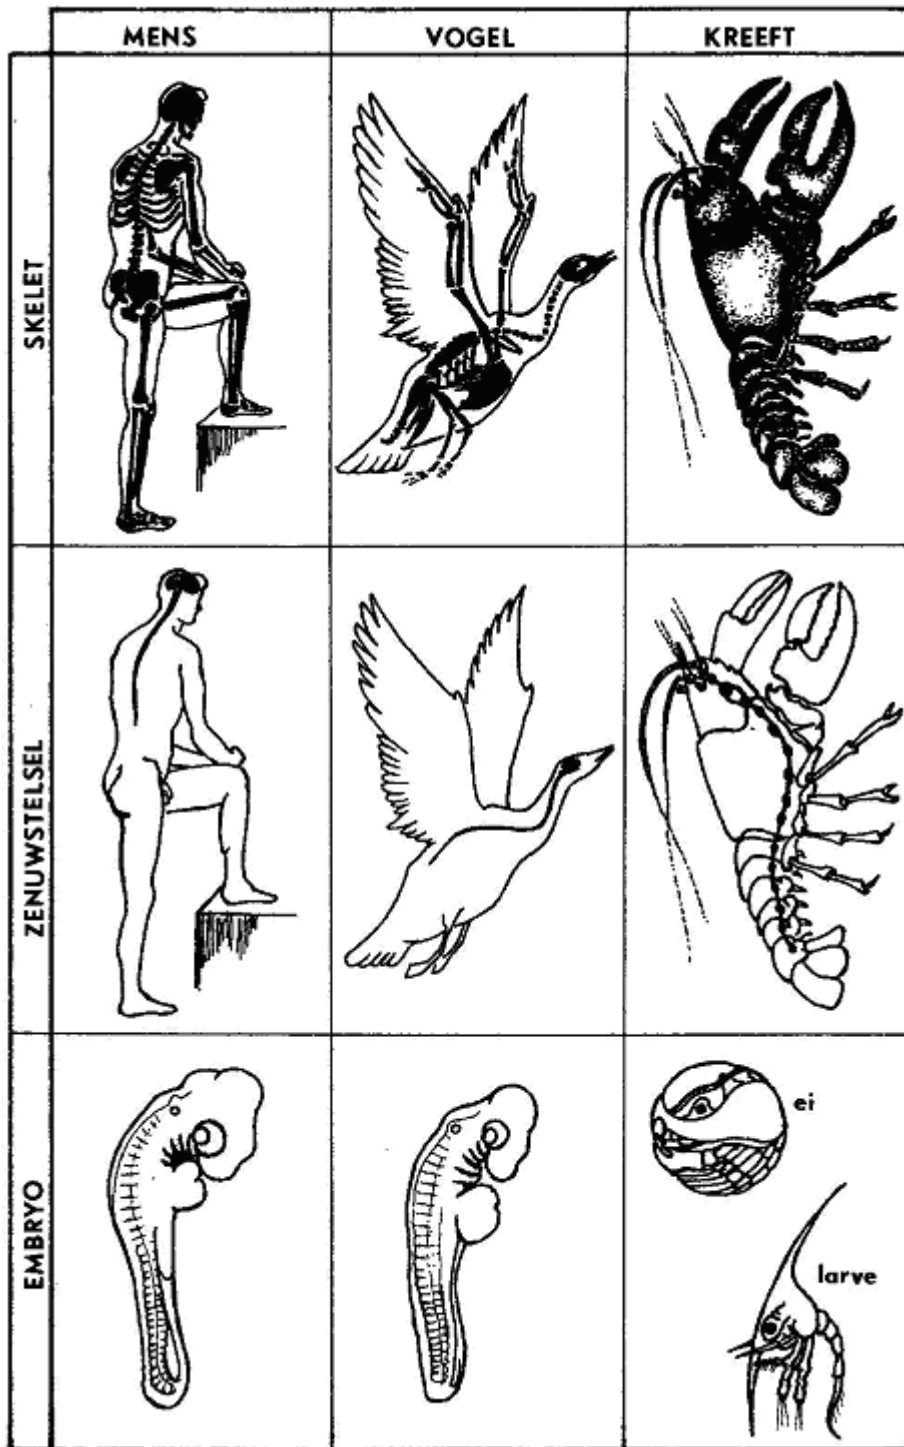 MENS VOGEL KREEFT
SKELET
ZENUWSTELSEL
EMBRYO
ei
larve